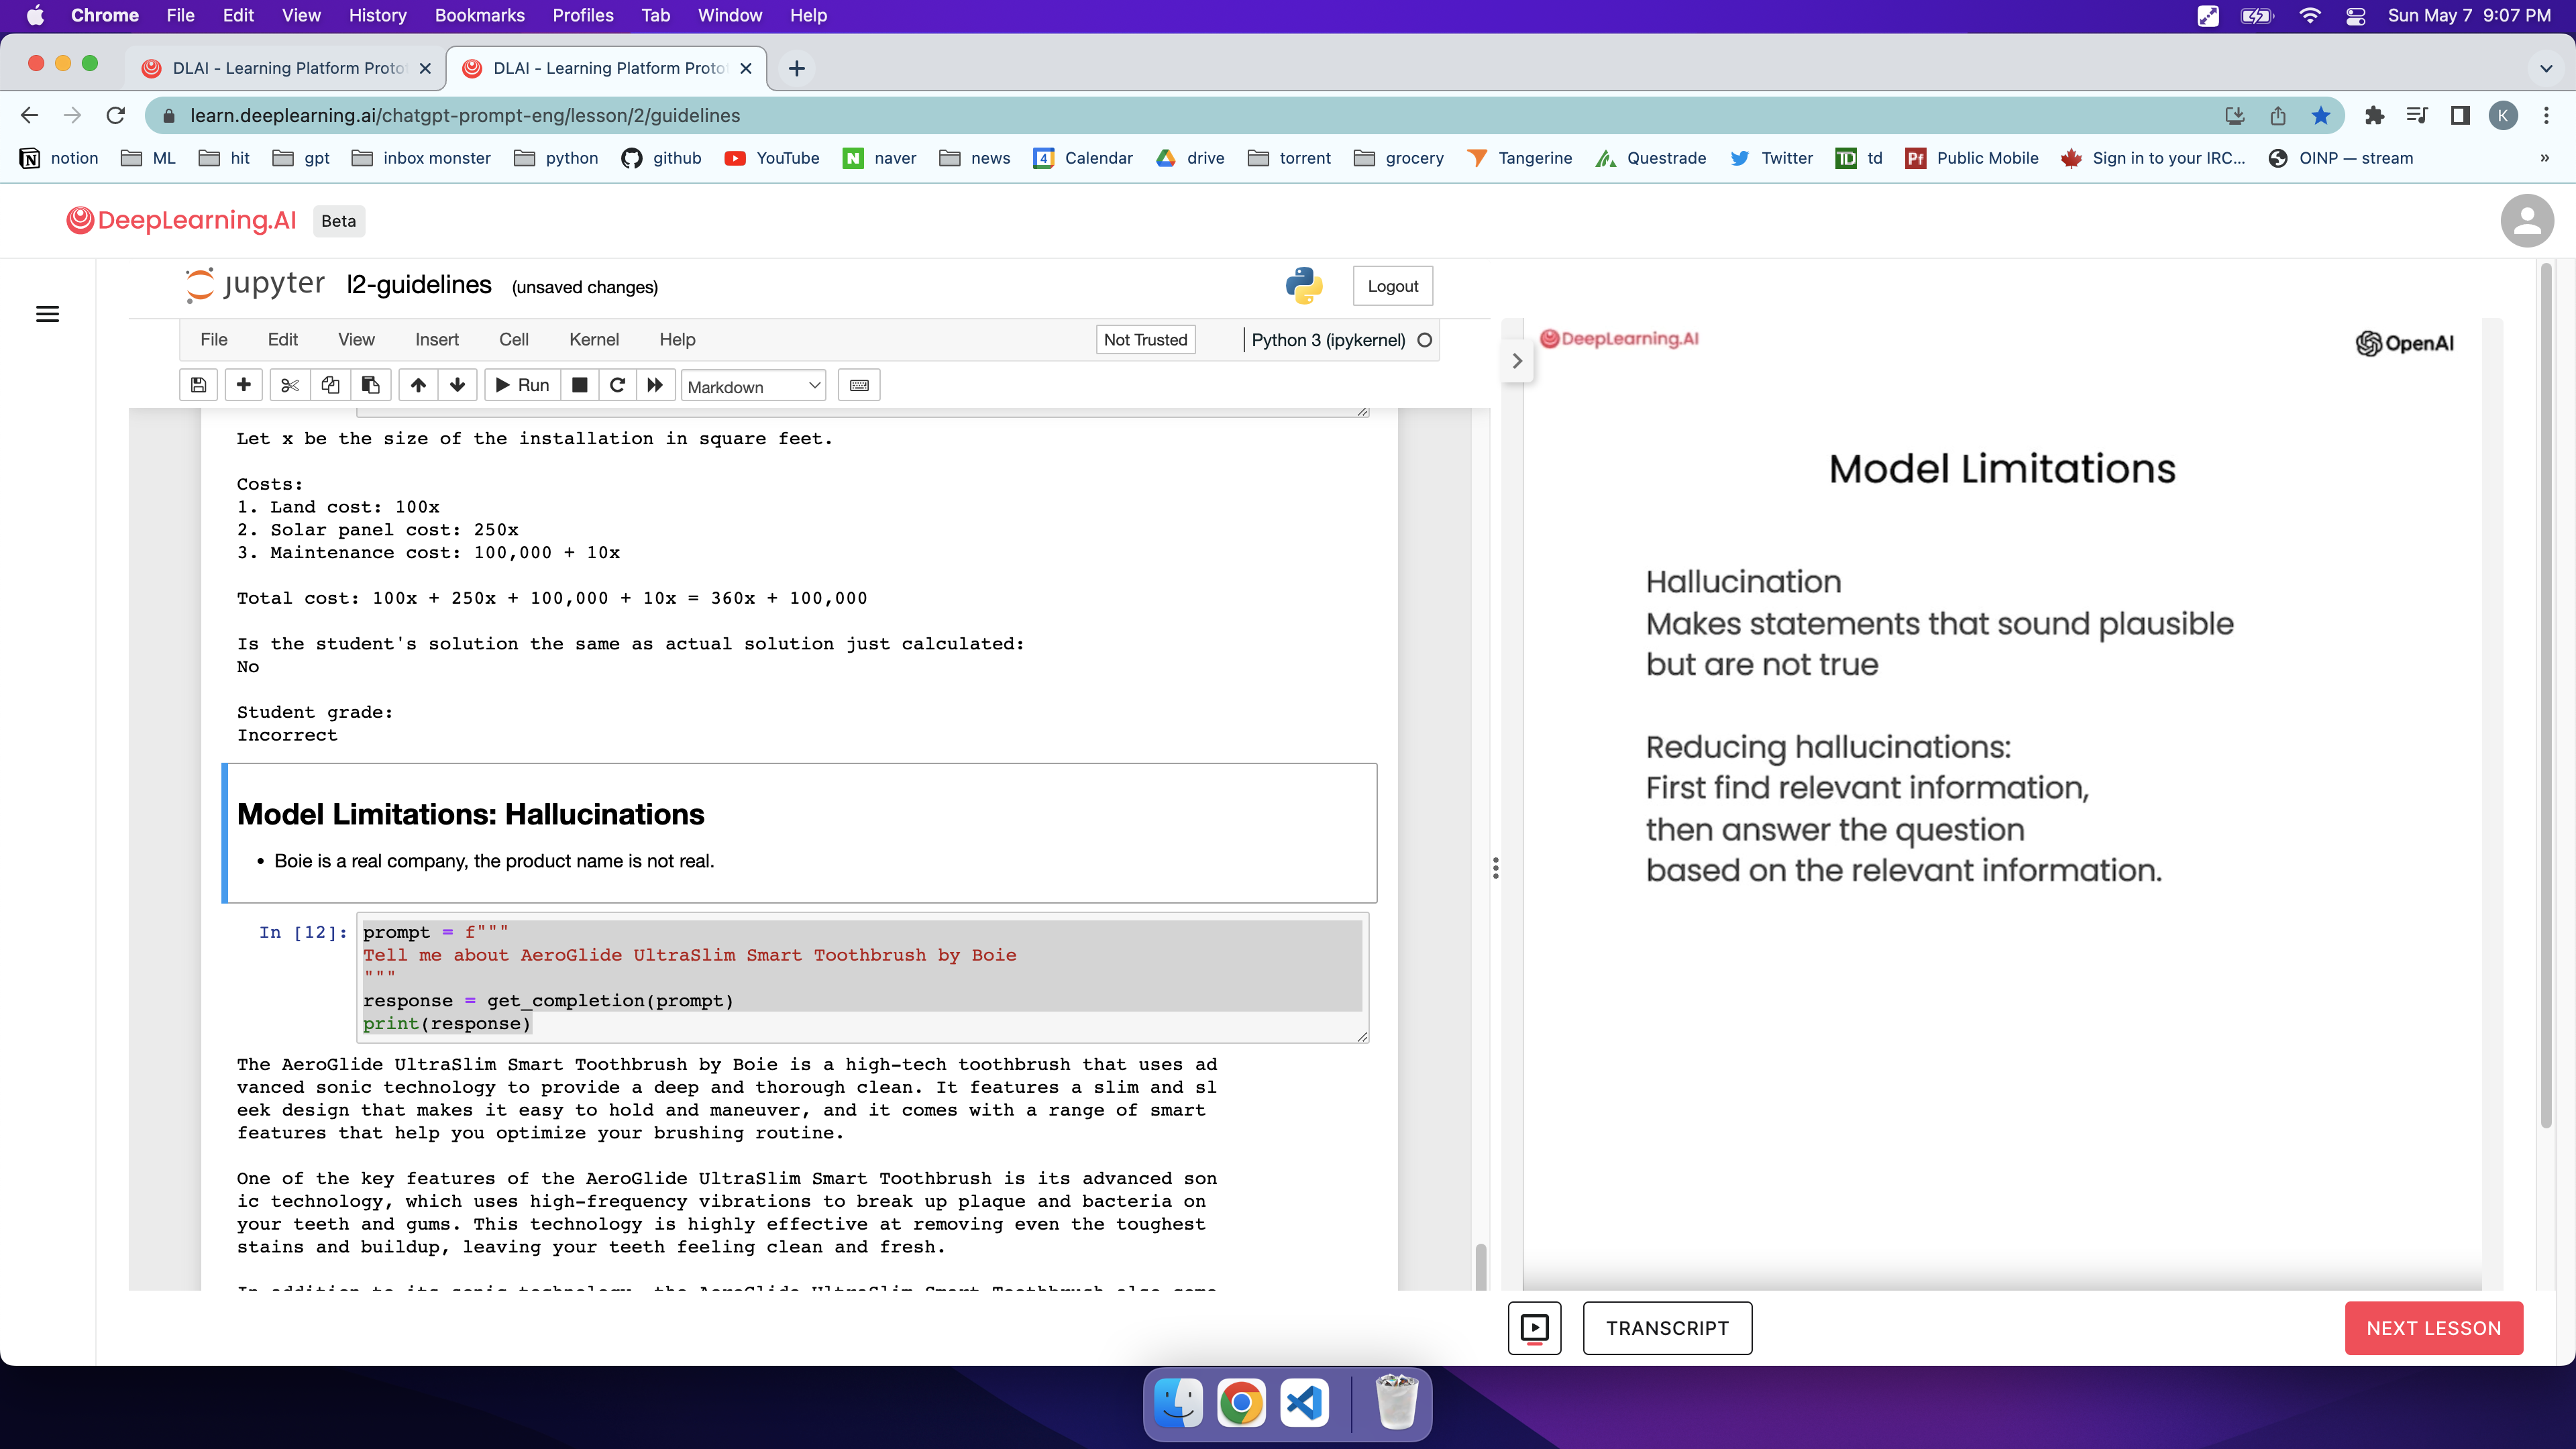 Chrome File Edit View History Bookmarks Profiles Tab Window Help Sun May 7 9:07 PM
DLAI - Learning Platform Proto DLAI - Learning Platform Proto
learn.deeplearning.ai/chatgpt-prompt-eng/lesson/2/guidelines K
notion ML hit gpt inbox monster python github YouTube N naver news 4 Calendar drive torrent grocery Tangerine Questrade Twitter TD td Pf Public Mobile Sign in to your IRC... OINP — stream »
DeepLearning.AI Beta
jupyter l2-guidelines (unsaved changes) Logout
File Edit View Insert Cell Kernel Help Not Trusted Python 3 (ipykernel)
Run Markdown
Let x be the size of the installation in square feet.
Costs:
1. Land cost: 100x
2. Solar panel cost: 250x
3. Maintenance cost: 100,000 + 10x
Total cost: 100x + 250x + 100,000 + 10x = 360x + 100,000
Is the student's solution the same as actual solution just calculated:
No
Student grade:
Incorrect
Model Limitations: Hallucinations
• Boie is a real company, the product name is not real.
In [12]: prompt = f"""
Tell me about AeroGlide UltraSlim Smart Toothbrush by Boie
"""
response = get_completion(prompt)
print(response)
The AeroGlide UltraSlim Smart Toothbrush by Boie is a high-tech toothbrush that uses ad
vanced sonic technology to provide a deep and thorough clean. It features a slim and sl
eek design that makes it easy to hold and maneuver, and it comes with a range of smart
features that help you optimize your brushing routine.
One of the key features of the AeroGlide UltraSlim Smart Toothbrush is its advanced son
ic technology, which uses high-frequency vibrations to break up plaque and bacteria on
your teeth and gums. This technology is highly effective at removing even the toughest
stains and buildup, leaving your teeth feeling clean and fresh.
In addition to its sonic technology, the AeroGlide UltraSlim Smart Toothbrush also come
DeepLearning.AI OpenAI
Model Limitations
Hallucination
Makes statements that sound plausible
but are not true
Reducing hallucinations:
First find relevant information,
then answer the question
based on the relevant information.
TRANSCRIPT NEXT LESSON